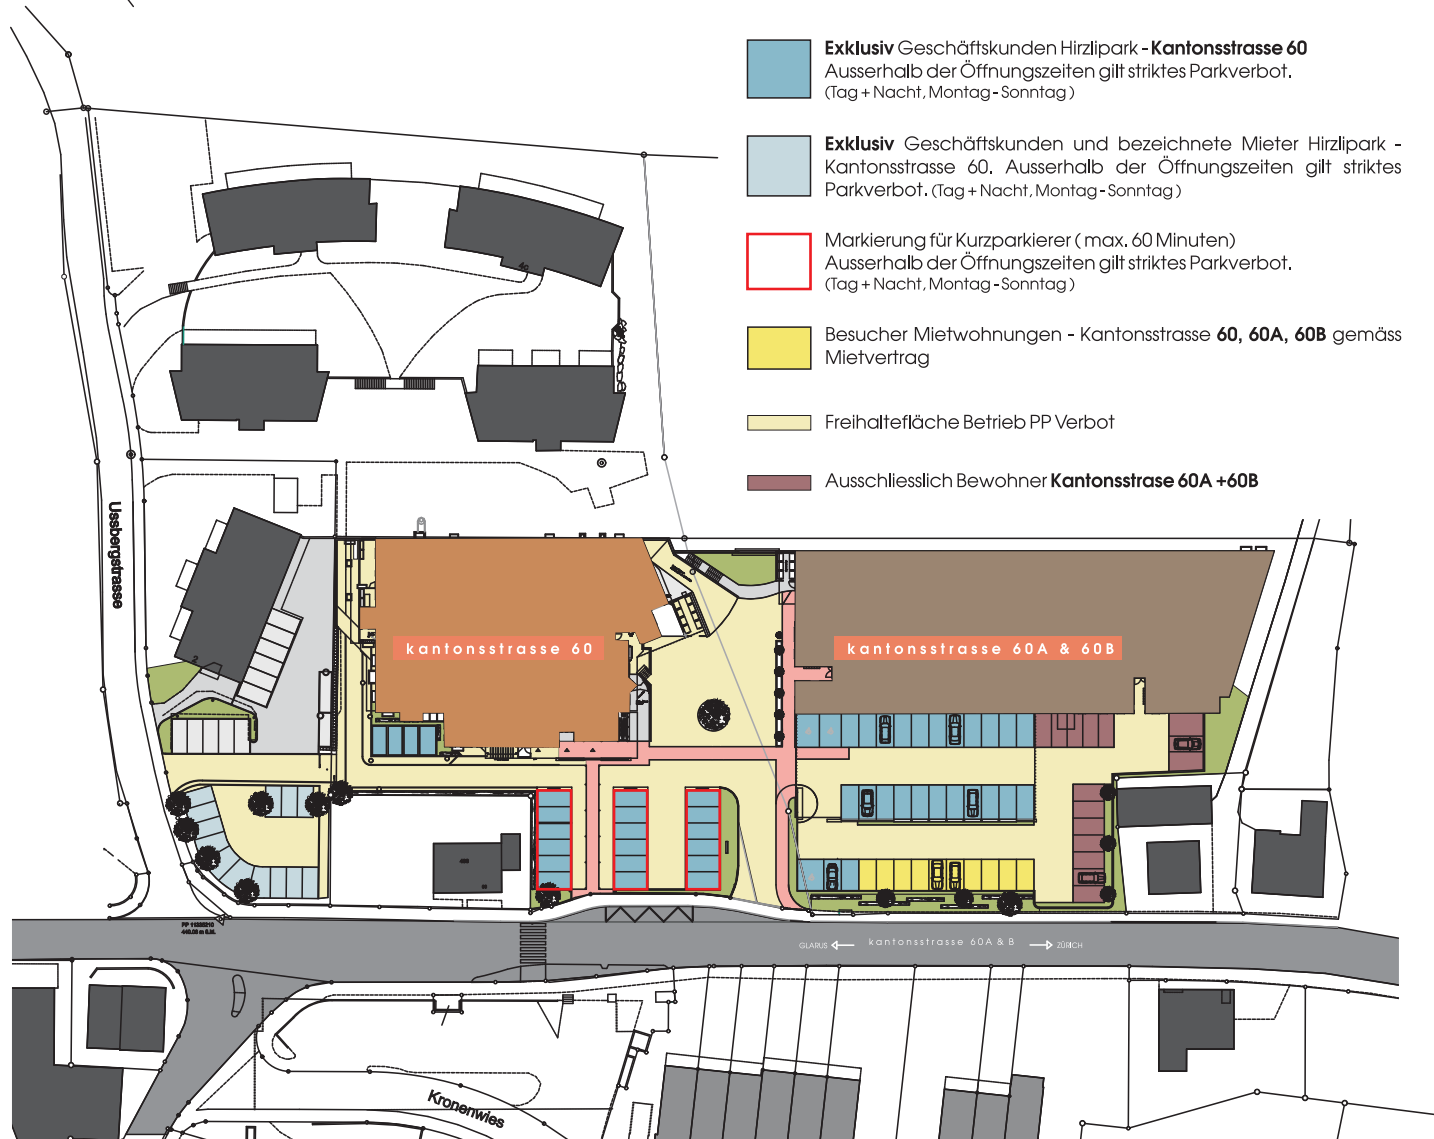 Exklusiv Geschäftskunden Hirzlipark - Kantonsstrasse 60
Ausserhalb der Öffnungszeiten gilt striktes Parkverbot.
(Tag + Nacht, Montag - Sonntag )
Exklusiv Geschäftskunden und bezeichnete Mieter Hirzlipark -
Kantonsstrasse 60. Ausserhalb der Öffnungszeiten gilt striktes
Parkverbot. (Tag + Nacht, Montag - Sonntag )
Markierung für Kurzparkierer ( max. 60 Minuten)
Ausserhalb der Öffnungszeiten gilt striktes Parkverbot.
(Tag + Nacht, Montag - Sonntag )
Besucher Mietwohnungen - Kantonsstrasse 60, 60A, 60B gemäss
Mietvertrag
Freihaltefläche Betrieb PP Verbot
Ausschliesslich Bewohner Kantonsstrase 60A +60B
Ussbergstrasse
kantonsstrasse 60
kantonsstrasse 60A & 60B
2
GLARUS
kantonsstrasse 60A & B
ZÜRICH
Kronenwies